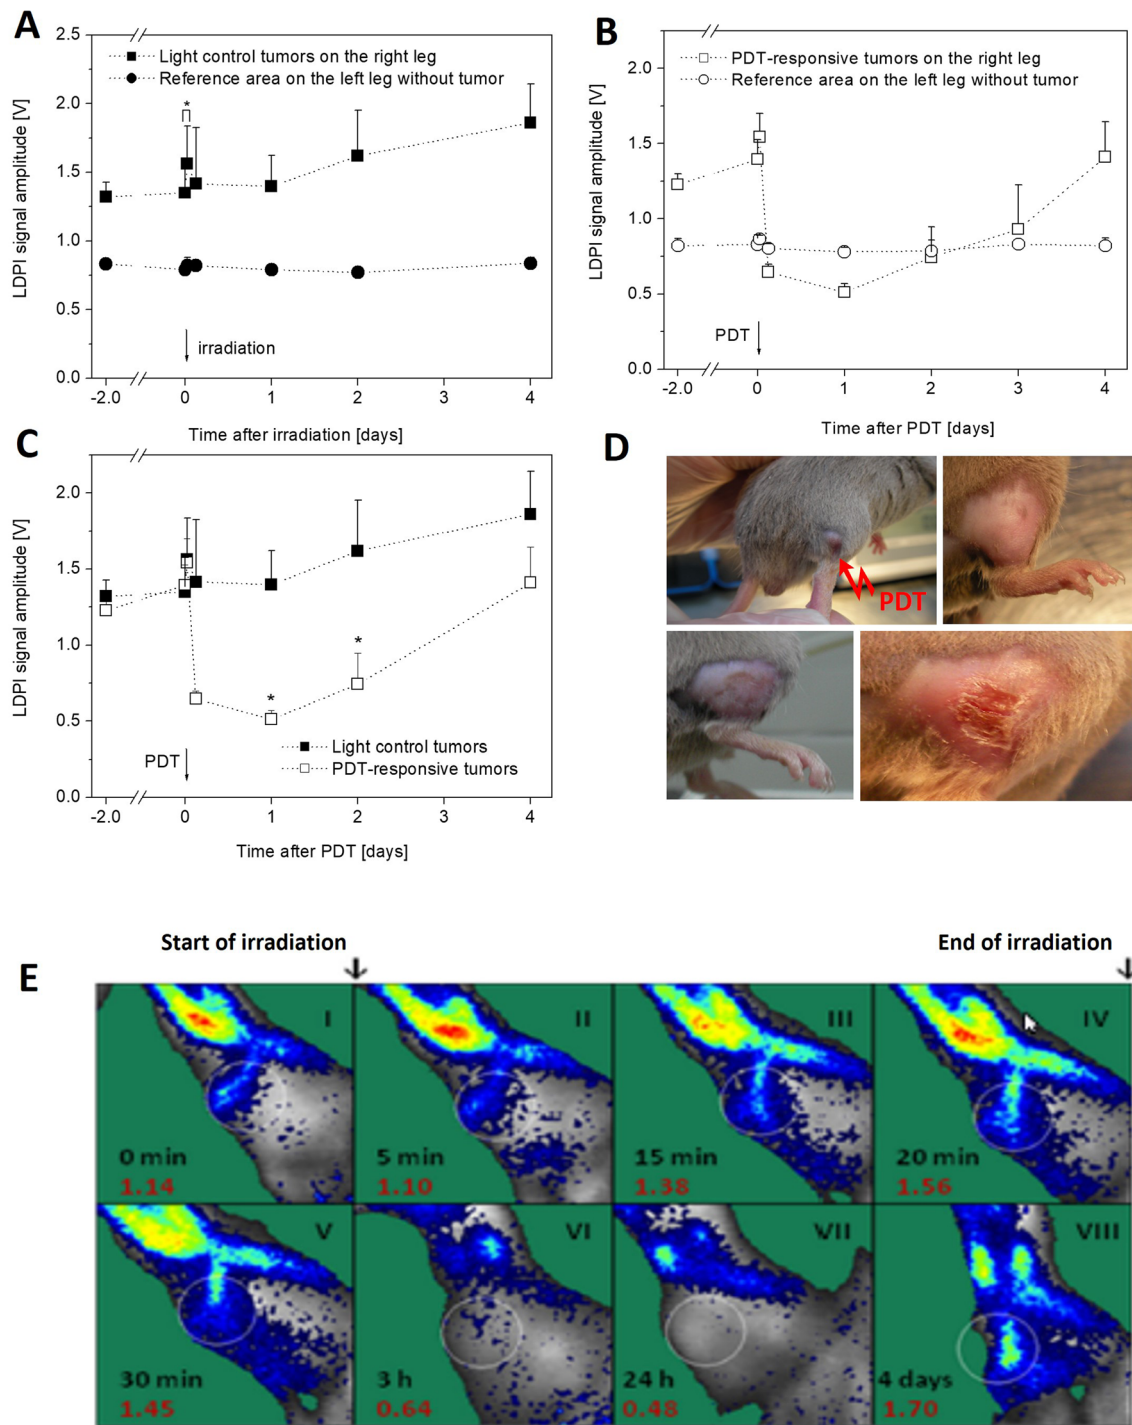 A
2.5
2.0
1.5
1.0
0.5
0.0
LDPI signal amplitude [V]
Light control tumors on the right leg
Reference area on the left leg without tumor
*
irradiation
-2.0 0 1 2 4
Time after irradiation [days]
B
2.0
1.5
1.0
0.5
0.0
LDPI signal amplitude [V]
PDT-responsive tumors on the right leg
Reference area on the left leg without tumor
PDT
-2.0 0 1 2 3 4
Time after PDT [days]
C
2.0
1.5
1.0
0.5
0.0
LDPI signal amplitude [V]
*
*
PDT
Light control tumors
PDT-responsive tumors
-2.0 0 1 2 4
Time after PDT [days]
D
PDT
Start of irradiation
End of irradiation
E
I
0 min
1.14
II
5 min
1.10
III
15 min
1.38
IV
20 min
1.56
V
30 min
1.45
VI
3 h
0.64
VII
24 h
0.48
VIII
4 days
1.70